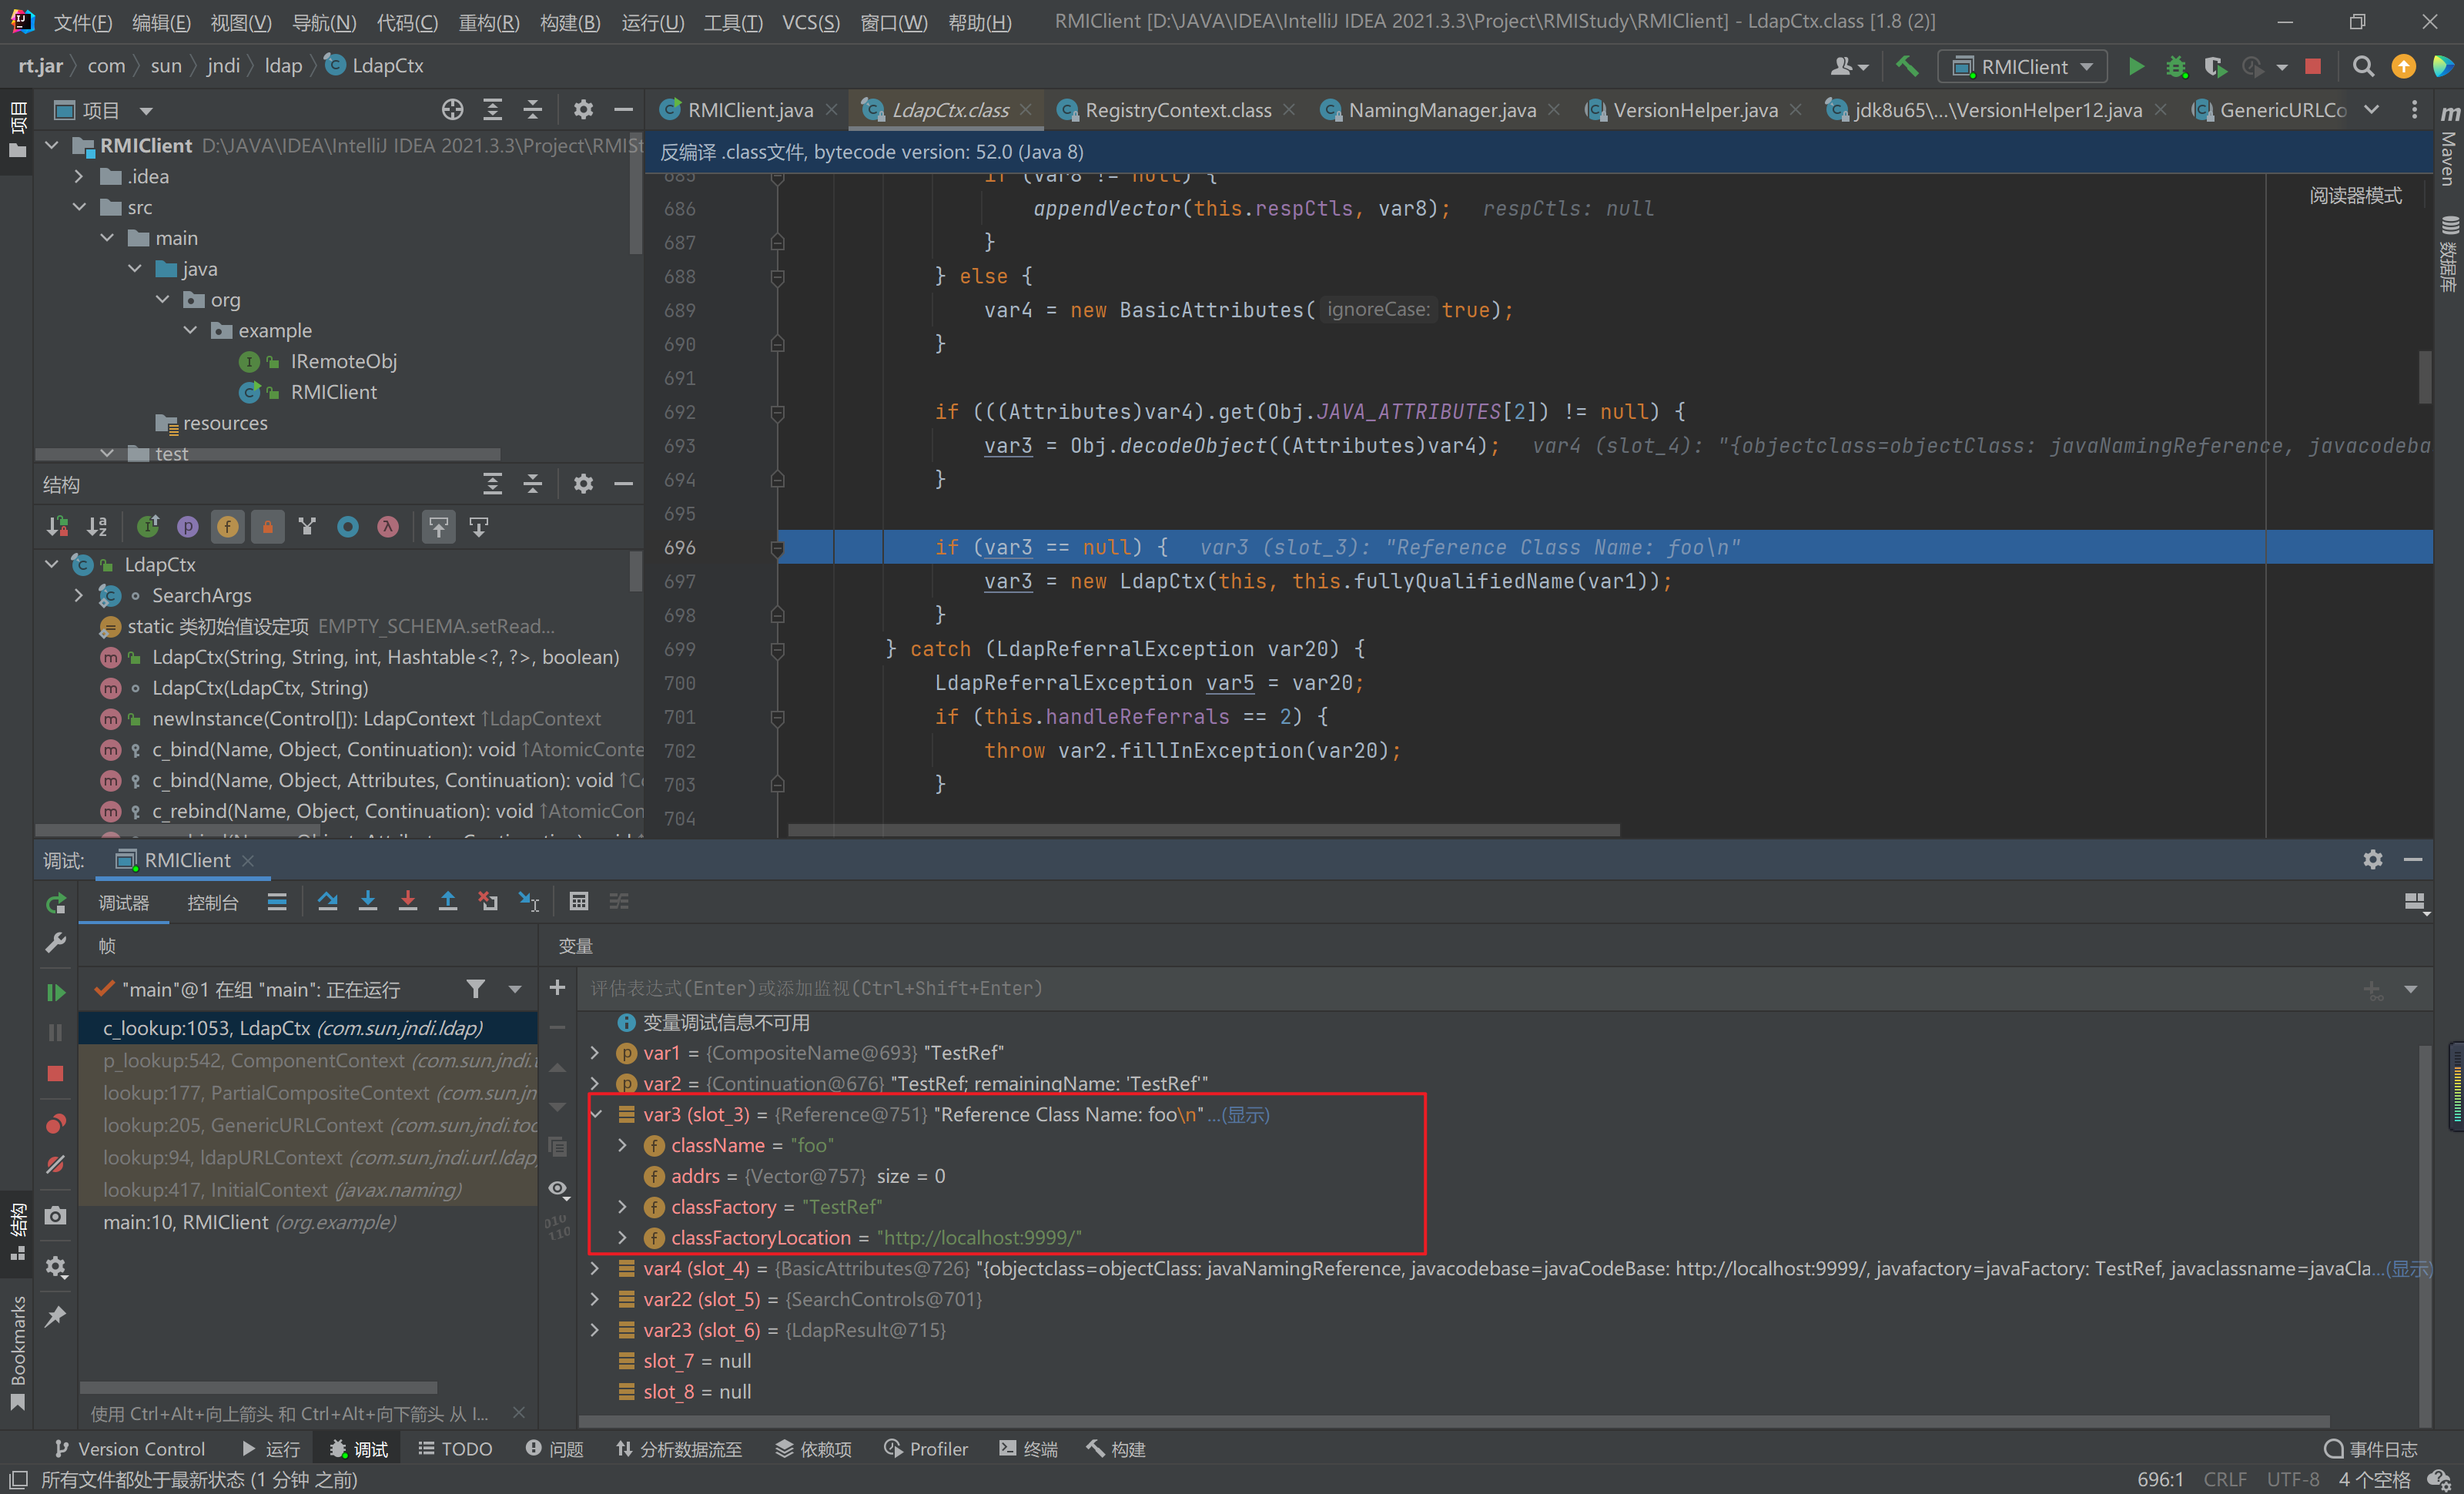 文件(F) 编辑(E) 视图(V) 导航(N) 代码(C) 重构(R) 构建(B) 运行(U) 工具(T) VCS(S) 窗口(W) 帮助(H) RMIClient [D:\JAVA\IDEA\IntelliJ IDEA 2021.3.3\Project\RMIStudy\RMIClient] - LdapCtx.class [1.8 (2)]
rt.jar com sun jndi ldap LdapCtx RMIClient
项目 RMIClient.java LdapCtx.class RegistryContext.class NamingManager.java VersionHelper.java jdk8u65\...\VersionHelper12.java GenericURLCo
项目
m Maven
数据库
RMIClient D:\JAVA\IDEA\IntelliJ IDEA 2021.3.3\Project\RMISt
.idea
src
main
java
org
example
IRemoteObj
RMIClient
resources
test
反编译 .class文件, bytecode version: 52.0 (Java 8)
阅读器模式
685 if (var8 != null) {
686 appendVector(this.respCtls, var8); respCtls: null
687 }
688 } else {
689 var4 = new BasicAttributes( ignoreCase: true);
690 }
691
692 if (((Attributes)var4).get(Obj.JAVA_ATTRIBUTES[2]) != null) {
693 var3 = Obj.decodeObject((Attributes)var4); var4 (slot_4): "{objectclass=objectClass: javaNamingReference, javacodeba
694 }
695
696 if (var3 == null) { var3 (slot_3): "Reference Class Name: foo\n"
697 var3 = new LdapCtx(this, this.fullyQualifiedName(var1));
698 }
699 } catch (LdapReferralException var20) {
700 LdapReferralException var5 = var20;
701 if (this.handleReferrals == 2) {
702 throw var2.fillInException(var20);
703 }
704
结构
LdapCtx
SearchArgs
static 类初始值设定项 EMPTY_SCHEMA.setRead...
LdapCtx(String, String, int, Hashtable<?, ?>, boolean)
LdapCtx(LdapCtx, String)
newInstance(Control[]): LdapContext ↑LdapContext
c_bind(Name, Object, Continuation): void ↑AtomicConte
c_bind(Name, Object, Attributes, Continuation): void ↑Co
c_rebind(Name, Object, Continuation): void ↑AtomicCon
调试: RMIClient
调试器 控制台
帧 变量
"main"@1 在组 "main": 正在运行
评估表达式(Enter)或添加监视(Ctrl+Shift+Enter)
c_lookup:1053, LdapCtx (com.sun.jndi.ldap)
p_lookup:542, ComponentContext (com.sun.jndi.t
lookup:177, PartialCompositeContext (com.sun.jn
lookup:205, GenericURLContext (com.sun.jndi.too
lookup:94, ldapURLContext (com.sun.jndi.url.ldap
lookup:417, InitialContext (javax.naming)
main:10, RMIClient (org.example)
变量调试信息不可用
var1 = {CompositeName@693} "TestRef"
var2 = {Continuation@676} "TestRef; remainingName: 'TestRef'"
var3 (slot_3) = {Reference@751} "Reference Class Name: foo\n" ...(显示)
className = "foo"
addrs = {Vector@757} size = 0
classFactory = "TestRef"
classFactoryLocation = "http://localhost:9999/"
var4 (slot_4) = {BasicAttributes@726} "{objectclass=objectClass: javaNamingReference, javacodebase=javaCodeBase: http://localhost:9999/, javafactory=javaFactory: TestRef, javaclassname=javaCla...(显示)
var22 (slot_5) = {SearchControls@701}
var23 (slot_6) = {LdapResult@715}
slot_7 = null
slot_8 = null
结构
Bookmarks
使用 Ctrl+Alt+向上箭头 和 Ctrl+Alt+向下箭头 从 I...
Version Control 运行 调试 TODO 问题 分析数据流至 依赖项 Profiler 终端 构建 事件日志
所有文件都处于最新状态 (1 分钟 之前) 696:1 CRLF UTF-8 4 个空格